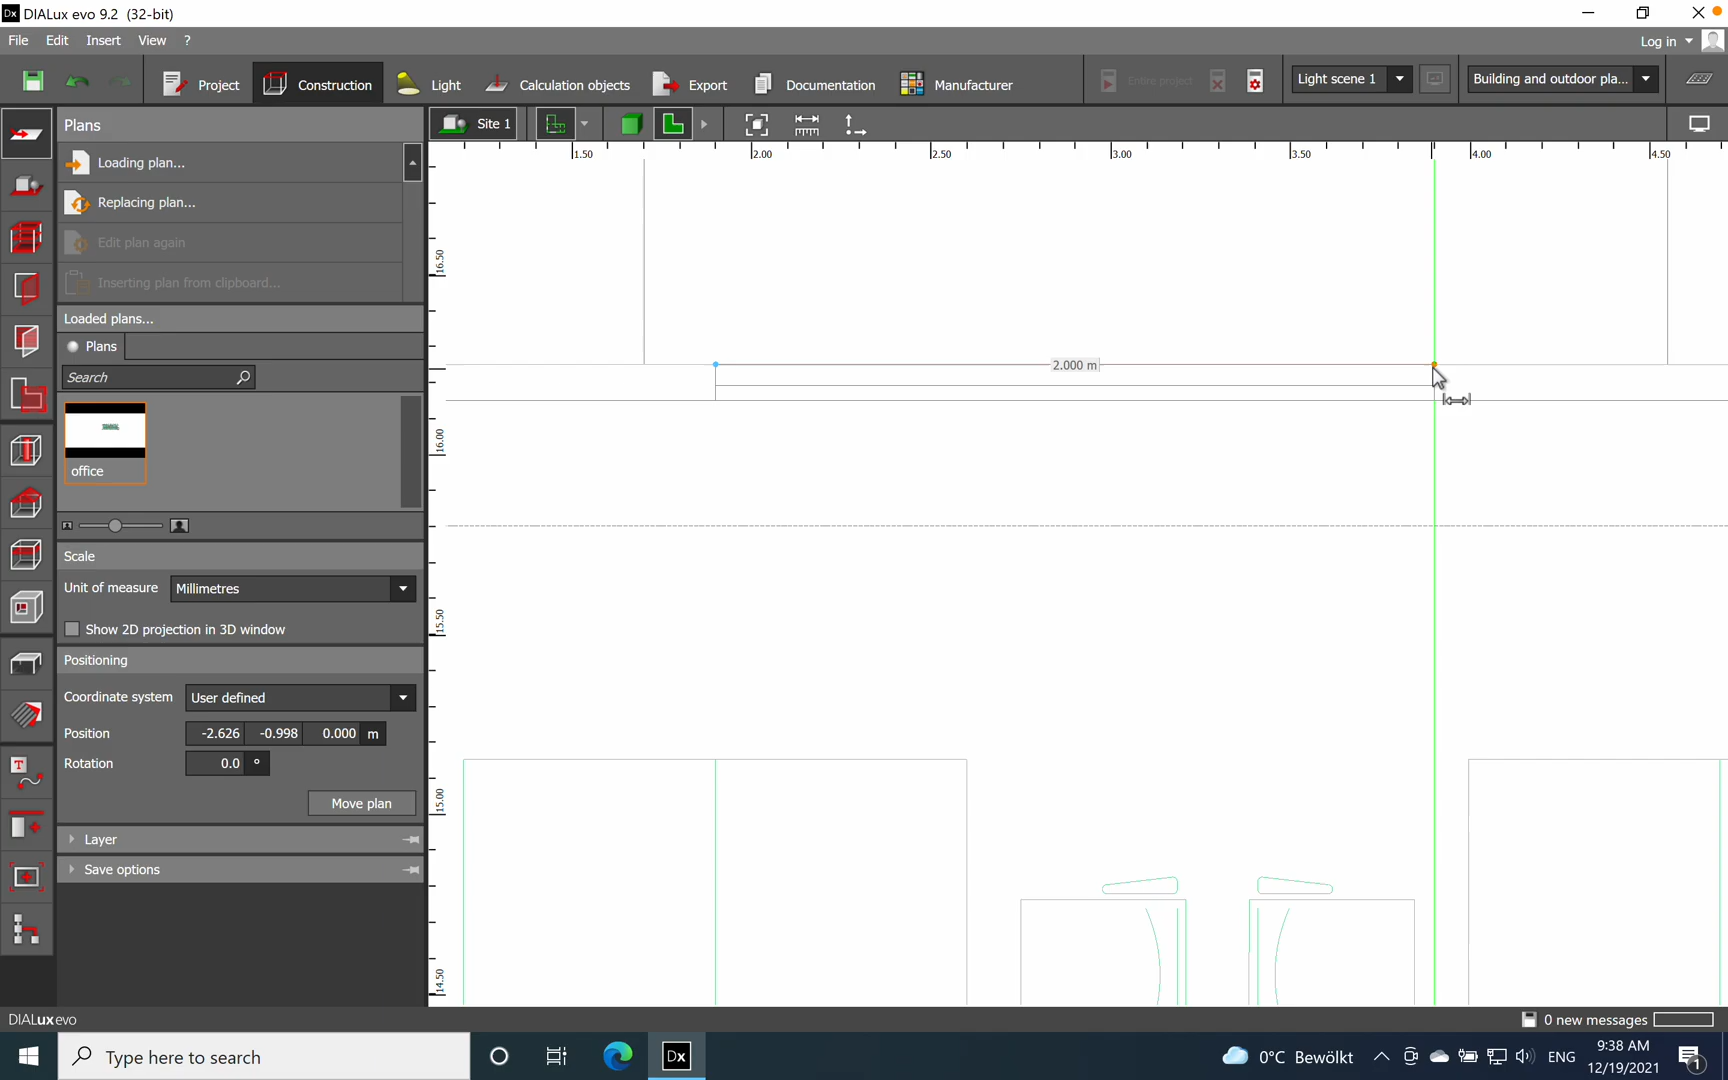 Dx DIALux evo 9.2 (32-bit)
File Edit Insert View ?
Log in
Project Construction Light Calculation objects Export Documentation Manufacturer Entire project Light scene 1 Building and outdoor pla...
Plans
Site 1
Loading plan...
Replacing plan...
Edit plan again
Inserting plan from clipboard...
Loaded plans...
Plans
Search
office
Scale
Unit of measure Millimetres
Show 2D projection in 3D window
Positioning
Coordinate system User defined
Position -2.626 -0.998 0.000 m
Rotation 0.0 °
Move plan
Layer
Save options
1.50 2.00 2.50 3.00 3.50 4.00 4.50
16.50
16.00
15.50
15.00
14.50
2.000 m
DIALux evo
0 new messages
Type here to search
Dx
0°C Bewölkt
ENG
9:38 AM
12/19/2021
1